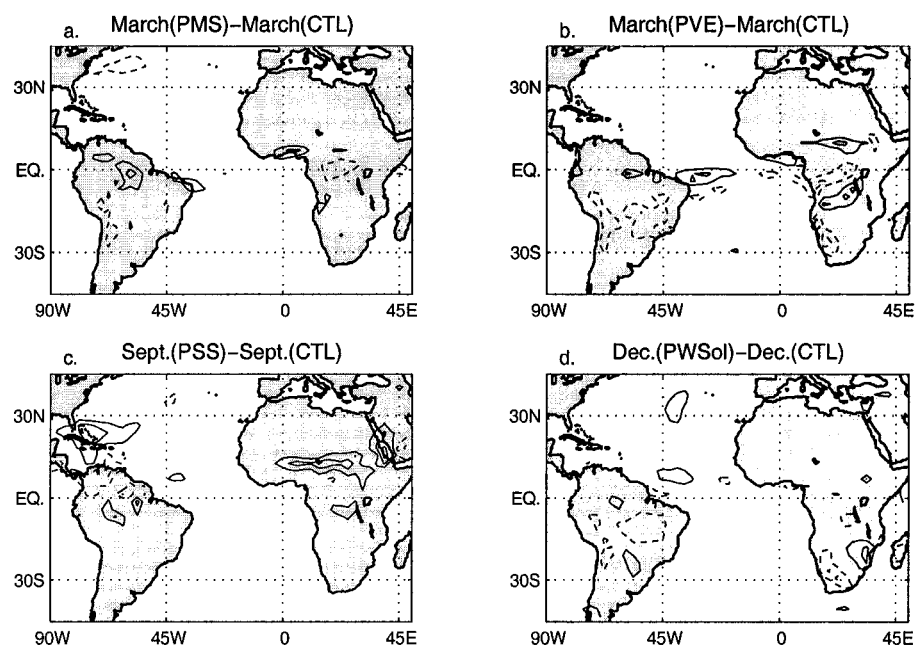 March(PMS)−March(CTL)
a.
30N
EQ.
30S
90W 45W 0 45E
March(PVE)−March(CTL)
b.
30N
EQ.
30S
90W 45W 0 45E
Sept.(PSS)−Sept.(CTL)
c.
30N
EQ.
30S
90W 45W 0 45E
Dec.(PWSol)−Dec.(CTL)
d.
30N
EQ.
30S
90W 45W 0 45E